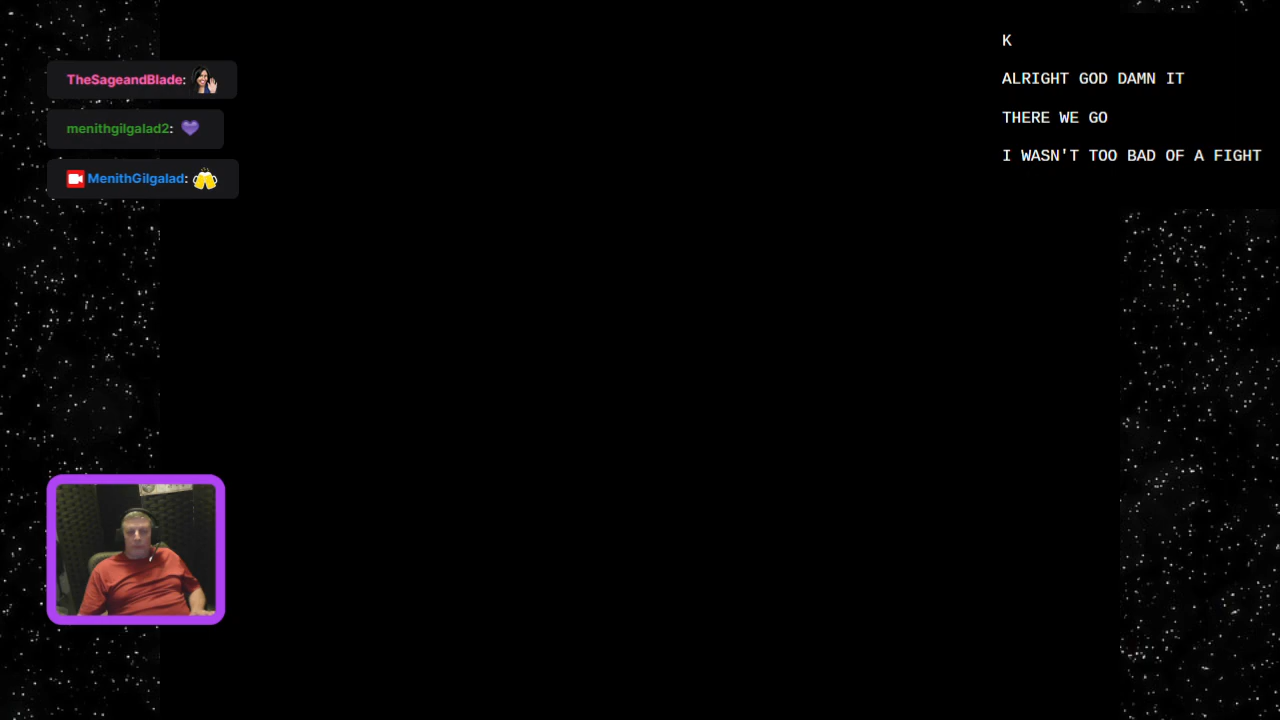 TheSageandBlade:
menithgilgalad2:
MenithGilgalad:
K
ALRIGHT GOD DAMN IT
THERE WE GO
I WASN'T TOO BAD OF A FIGHT